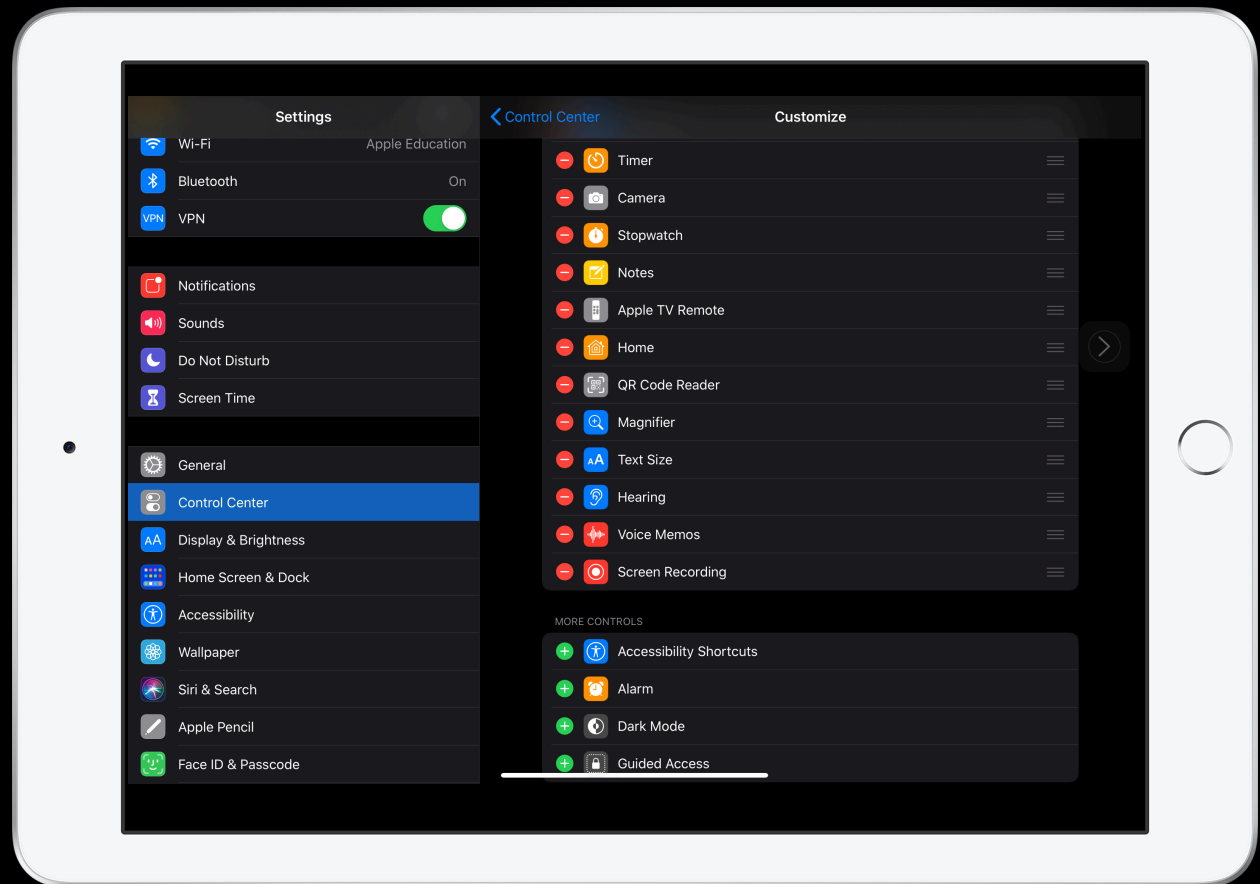 Settings
Wi-Fi Apple Education
Bluetooth On
VPN VPN
Notifications
Sounds
Do Not Disturb
Screen Time
General
Control Center
AA Display & Brightness
Home Screen & Dock
Accessibility
Wallpaper
Siri & Search
Apple Pencil
Face ID & Passcode
Control Center Customize
Timer
Camera
Stopwatch
Notes
Apple TV Remote
Home
QR Code Reader
Magnifier
AA Text Size
Hearing
Voice Memos
Screen Recording
MORE CONTROLS
Accessibility Shortcuts
Alarm
Dark Mode
Guided Access